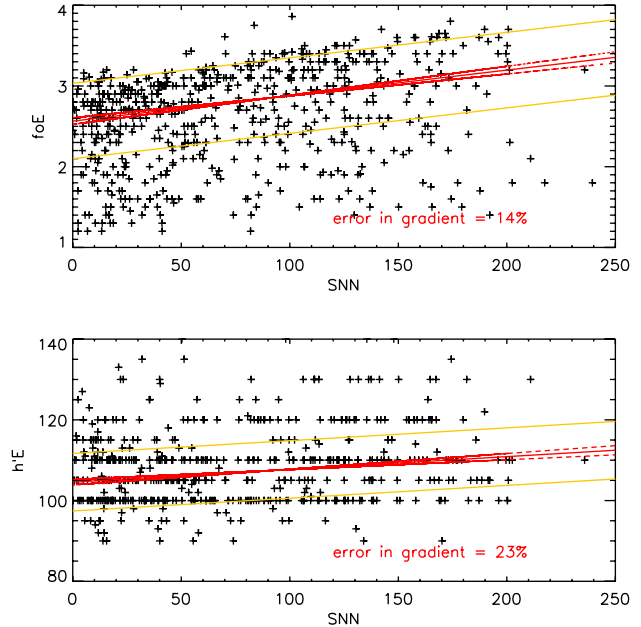 4
3
2
1
foE
error in gradient = 14%
0 50 100 150 200 250
SNN
140
120
100
80
h'E
error in gradient = 23%
0 50 100 150 200 250
SNN